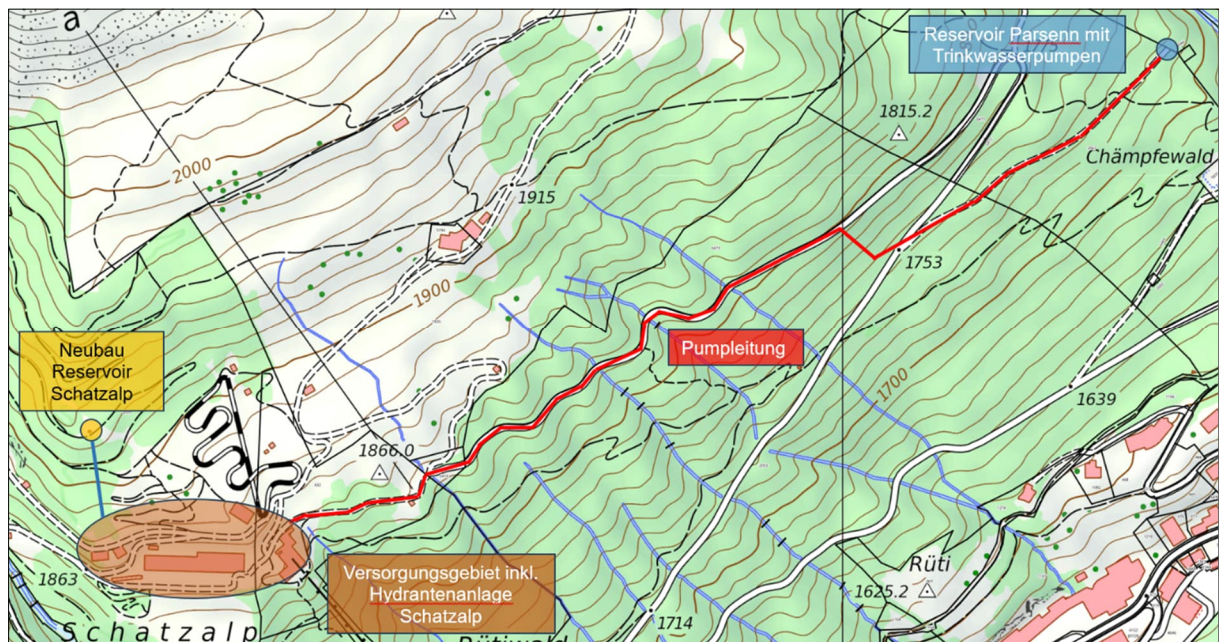 a
Reservoir Parsenn mit
Trinkwasserpumpen
1815.2
Chämpfewald
2000
1915
1753
1900
Neubau
Reservoir
Schatzalp
Pumpleitung
1700
1639
1866.0
Versorgungsgebiet inkl.
Hydrantenanlage
Schatzalp
Rüti
1863
1625.2
1714
Schatzalp
Rütiwald